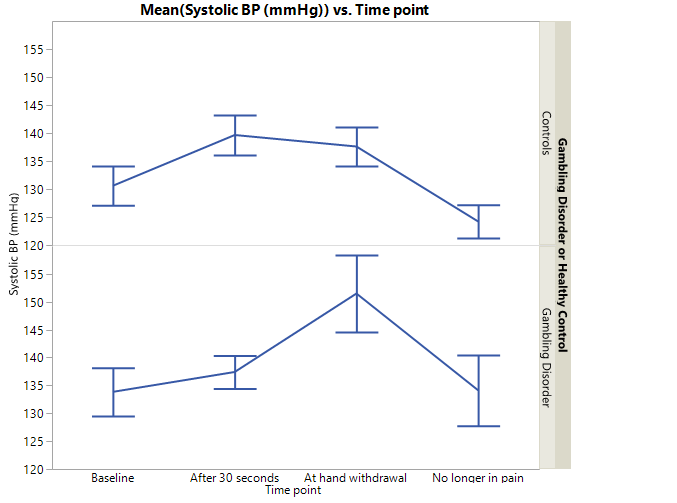 Mean(Systolic BP (mmHg)) vs. Time point
Systolic BP (mmHg)
155
150
145
140
135
130
125
120
Controls
155
150
145
140
135
130
125
120
Gambling Disorder
Gambling Disorder or Healthy Control
Baseline After 30 seconds At hand withdrawal No longer in pain
Time point